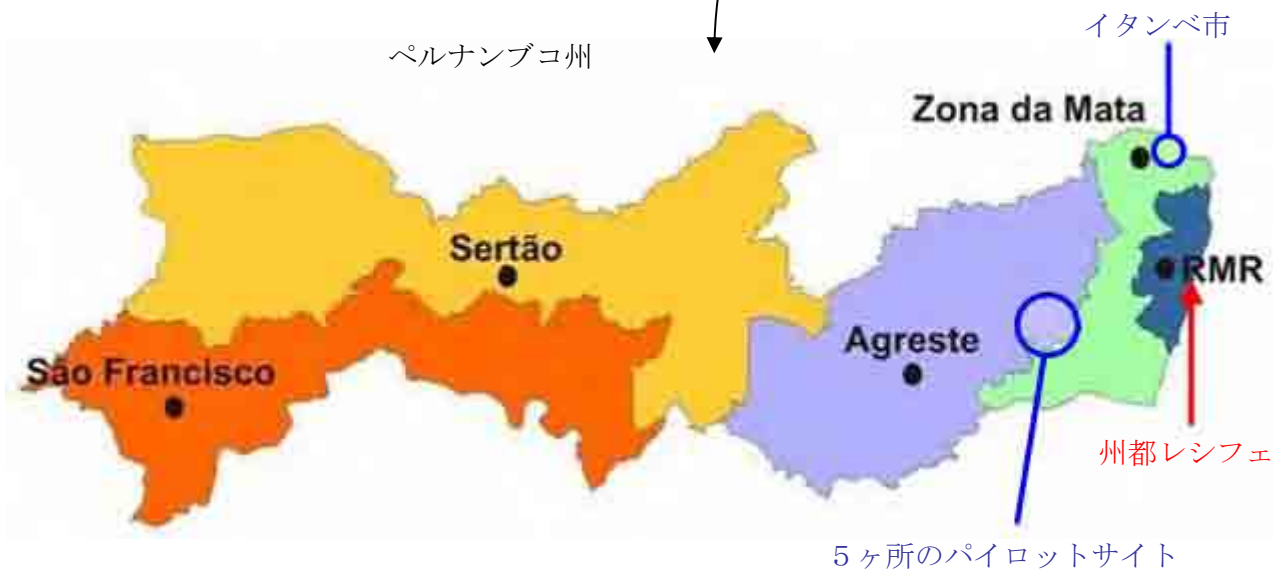 イタンベ市
ペルナンブコ州
Zona da Mata
Sertão
RMR
Agreste
São Francisco
州都レシフェ
５ヶ所のパイロットサイト